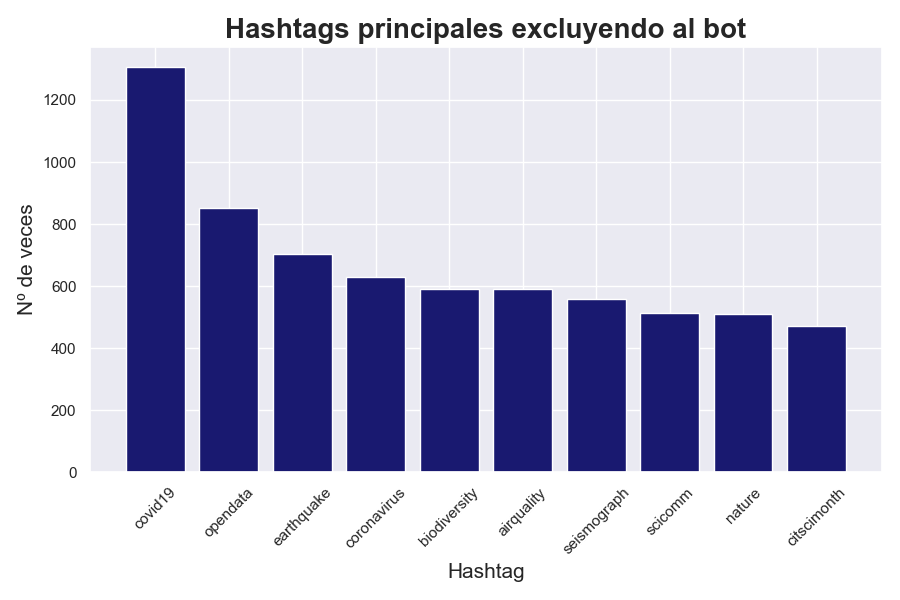 Hashtags principales excluyendo al bot
Nº de veces
1200
1000
800
600
400
200
0
covid19
opendata
earthquake
coronavirus
biodiversity
airquality
seismograph
scicomm
nature
citscimonth
Hashtag